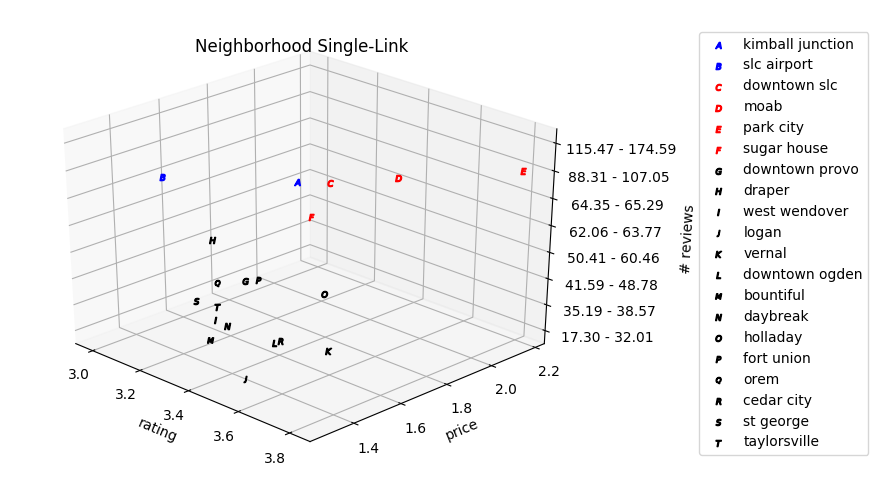 Neighborhood Single-Link
A kimball junction
B slc airport
C downtown slc
D moab
E park city
F sugar house
G downtown provo
H draper
I west wendover
J logan
K vernal
L downtown ogden
M bountiful
N daybreak
O holladay
P fort union
Q orem
R cedar city
S st george
T taylorsville
115.47 - 174.59
88.31 - 107.05
64.35 - 65.29
62.06 - 63.77
50.41 - 60.46
41.59 - 48.78
35.19 - 38.57
17.30 - 32.01
# reviews
B
A
C
D
E
F
H
Q
G
P
O
S
T
I
N
M
L
R
K
J
3.0
3.2
3.4
3.6
3.8
rating
1.4
1.6
1.8
2.0
2.2
price